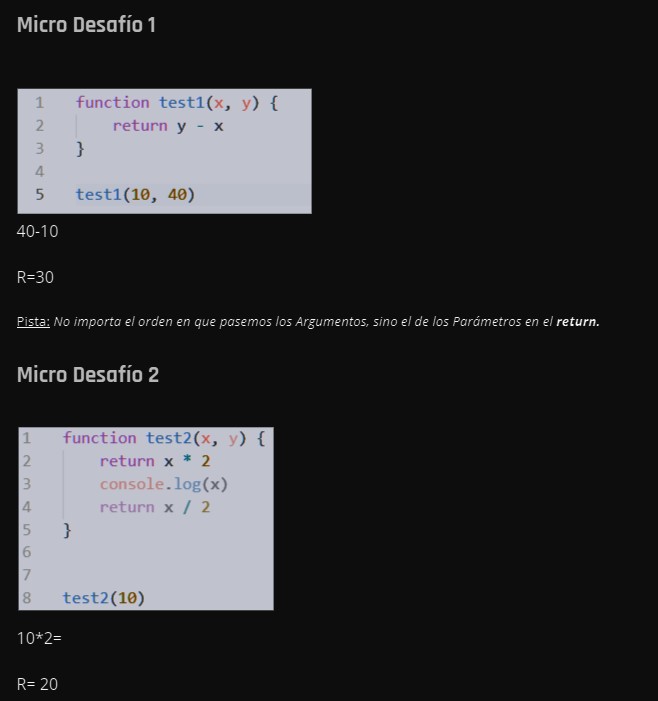 Micro Desafío 1
1 function test1(x, y) {
2 return y - x
3 }
4
5 test1(10, 40)
40-10
R=30
Pista: No importa el orden en que pasemos los Argumentos, sino el de los Parámetros en el return.
Micro Desafío 2
1 function test2(x, y) {
2 return x * 2
3 console.log(x)
4 return x / 2
5 }
6
7
8 test2(10)
10*2=
R= 20